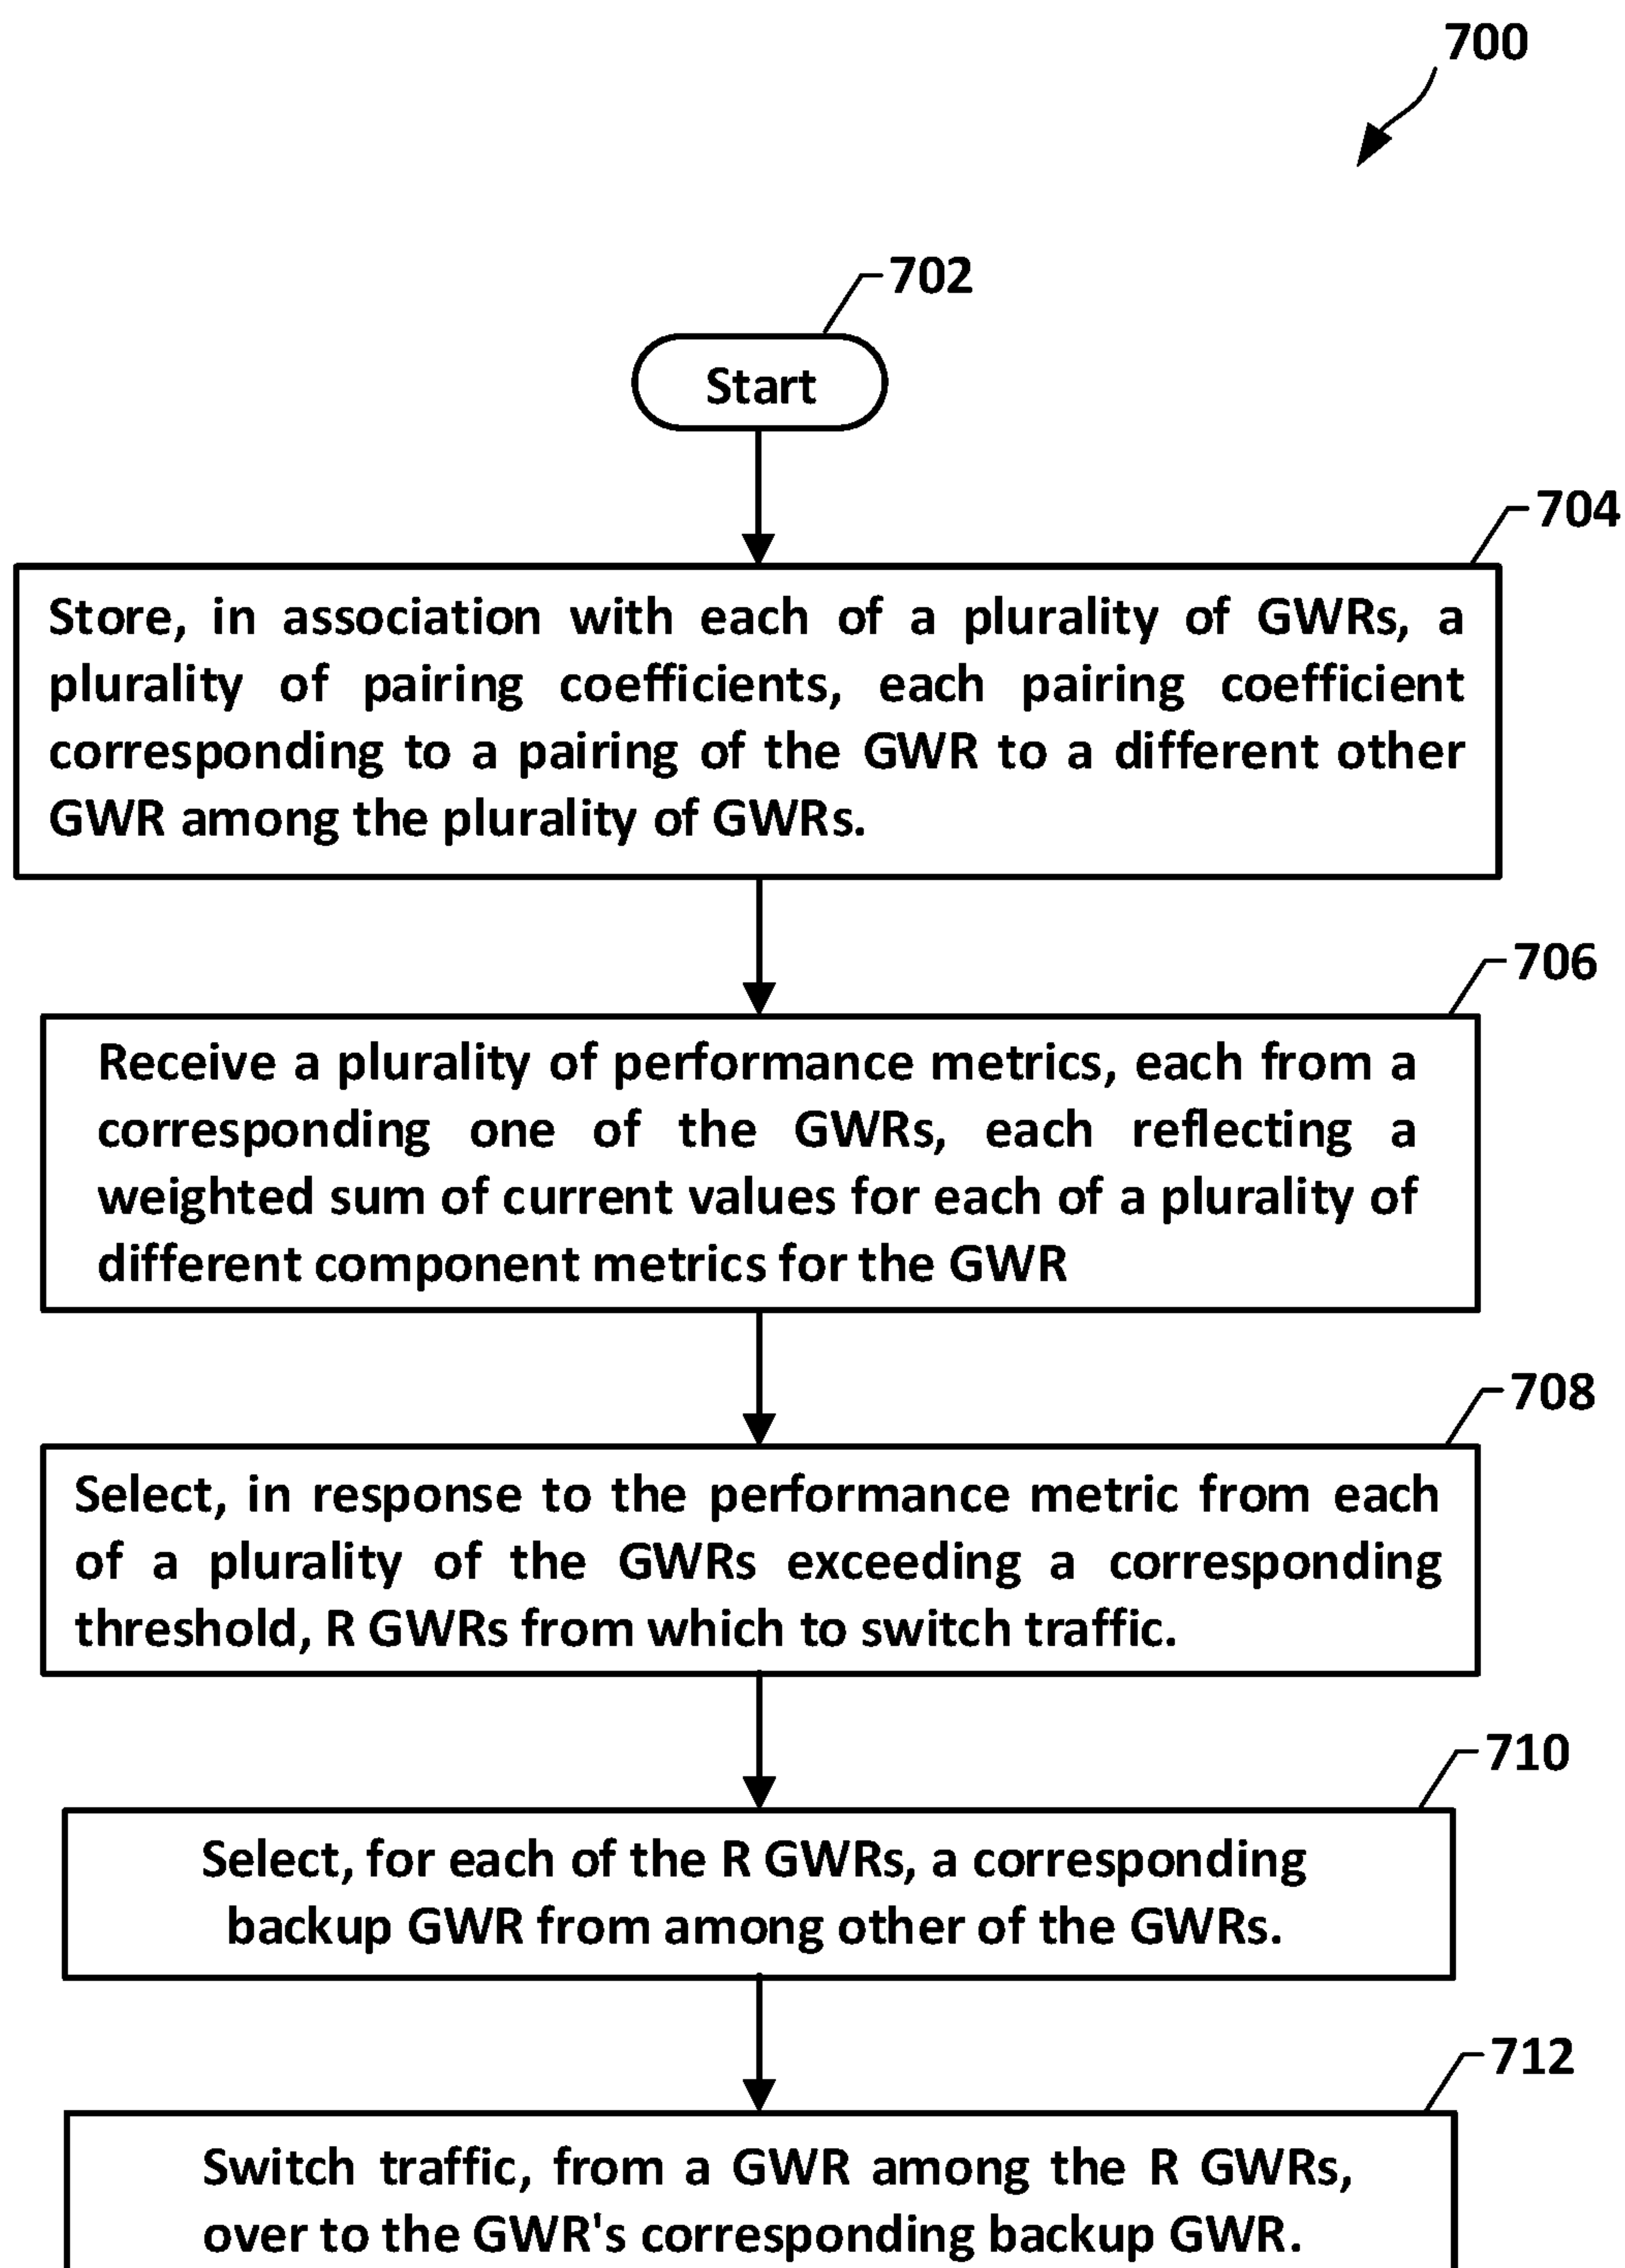 700
702
Start
704
Store, in association with each of a plurality of GWRs, a
plurality of pairing coefficients, each pairing coefficient
corresponding to a pairing of the GWR to a different other
GWR among the plurality of GWRs.
706
Receive a plurality of performance metrics, each from a
corresponding one of the GWRs, each reflecting a
weighted sum of current values for each of a plurality of
different component metrics for the GWR
708
Select, in response to the performance metric from each
of a plurality of the GWRs exceeding a corresponding
threshold, R GWRs from which to switch traffic.
710
Select, for each of the R GWRs, a corresponding
backup GWR from among other of the GWRs.
712
Switch traffic, from a GWR among the R GWRs,
over to the GWR's corresponding backup GWR.